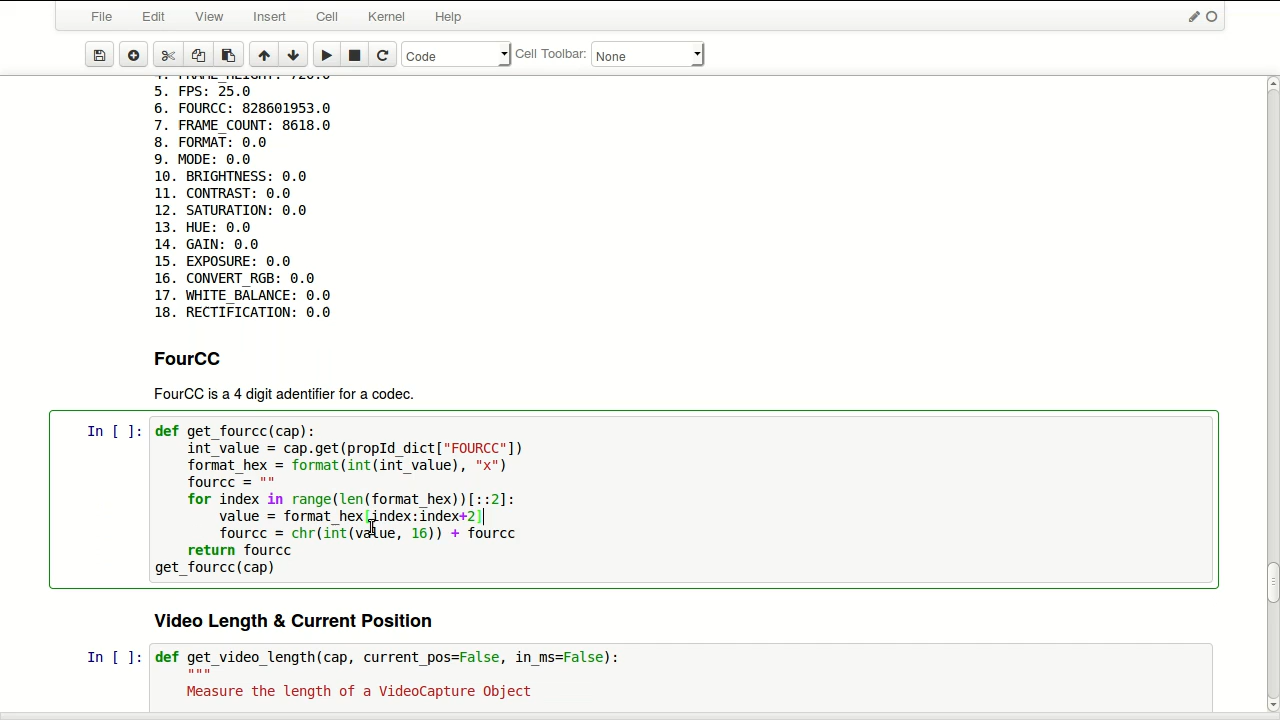 File Edit View Insert Cell Kernel Help
Code Cell Toolbar: None
4. FRAME_HEIGHT: 720.0
5. FPS: 25.0
6. FOURCC: 828601953.0
7. FRAME_COUNT: 8618.0
8. FORMAT: 0.0
9. MODE: 0.0
10. BRIGHTNESS: 0.0
11. CONTRAST: 0.0
12. SATURATION: 0.0
13. HUE: 0.0
14. GAIN: 0.0
15. EXPOSURE: 0.0
16. CONVERT_RGB: 0.0
17. WHITE_BALANCE: 0.0
18. RECTIFICATION: 0.0
FourCC
FourCC is a 4 digit adentifier for a codec.
In [ ]: def get_fourcc(cap):
int_value = cap.get(propId_dict["FOURCC"])
format_hex = format(int(int_value), "x")
fourcc = ""
for index in range(len(format_hex))[::2]:
value = format_hex[index:index+2]
fourcc = chr(int(value, 16)) + fourcc
return fourcc
get_fourcc(cap)
Video Length & Current Position
In [ ]: def get_video_length(cap, current_pos=False, in_ms=False):
"""
Measure the length of a VideoCapture Object